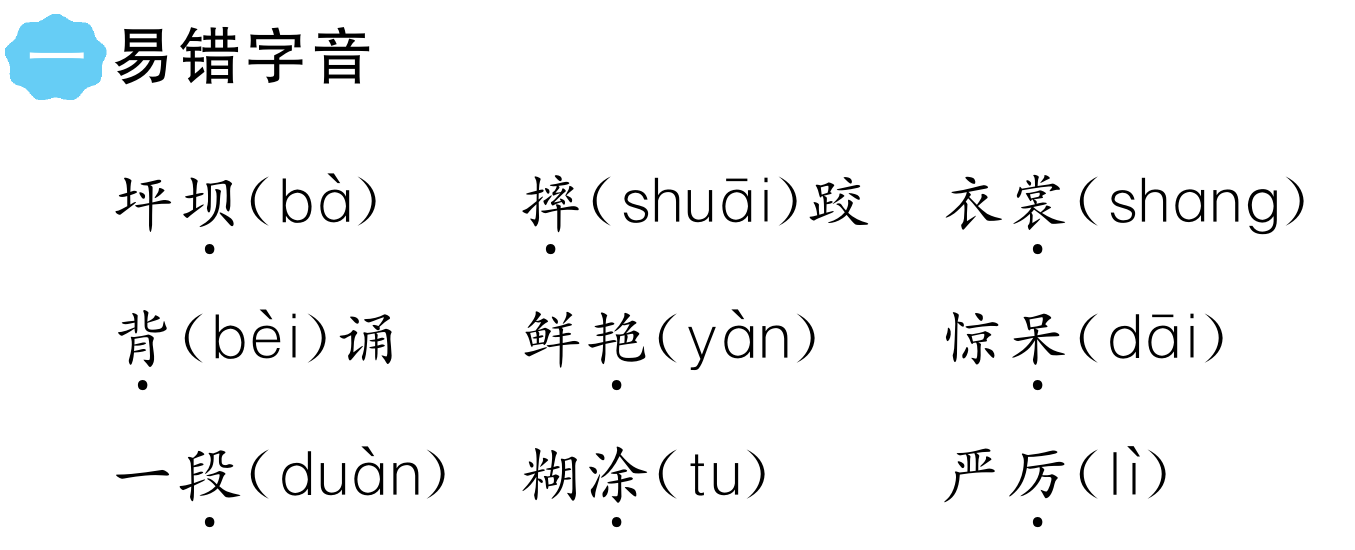 一 易错字音
坪坝(bà) 摔(shuāi)跤 衣裳(shang)
背(bèi)诵 鲜艳(yàn) 惊呆(dāi)
一段(duàn) 糊涂(tu) 严厉(lì)